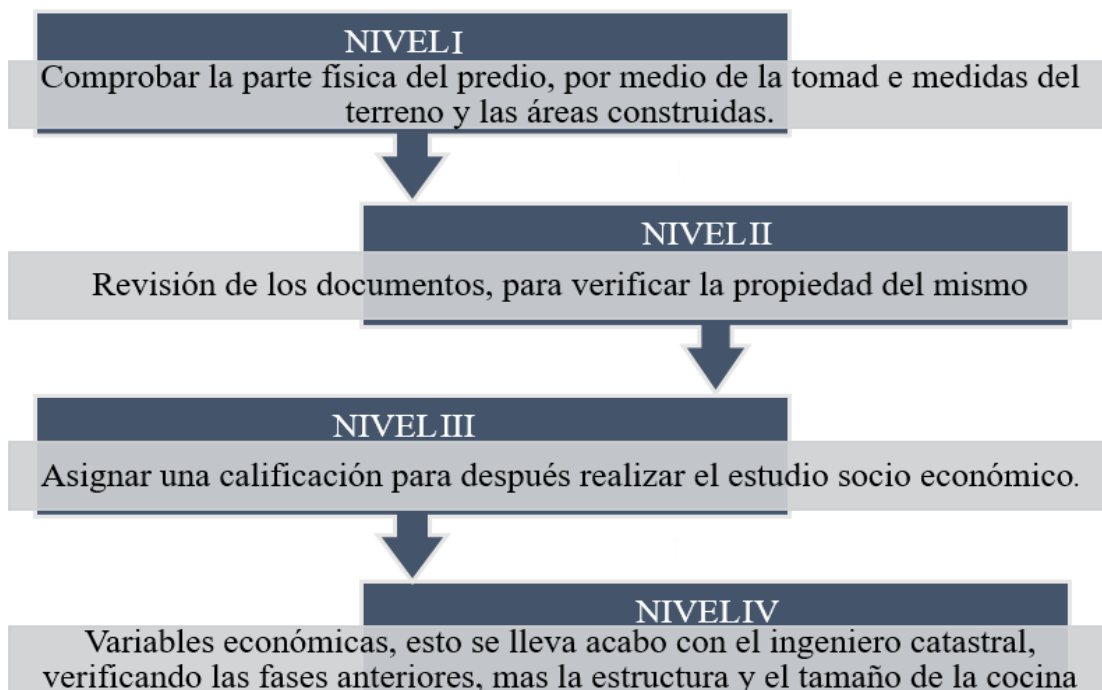 NIVEL I
Comprobar la parte física del predio, por medio de la tomad e medidas del
terreno y las áreas construidas.
NIVEL II
Revisión de los documentos, para verificar la propiedad del mismo
NIVEL III
Asignar una calificación para después realizar el estudio socio económico.
NIVEL IV
Variables económicas, esto se lleva acabo con el ingeniero catastral,
verificando las fases anteriores, mas la estructura y el tamaño de la cocina